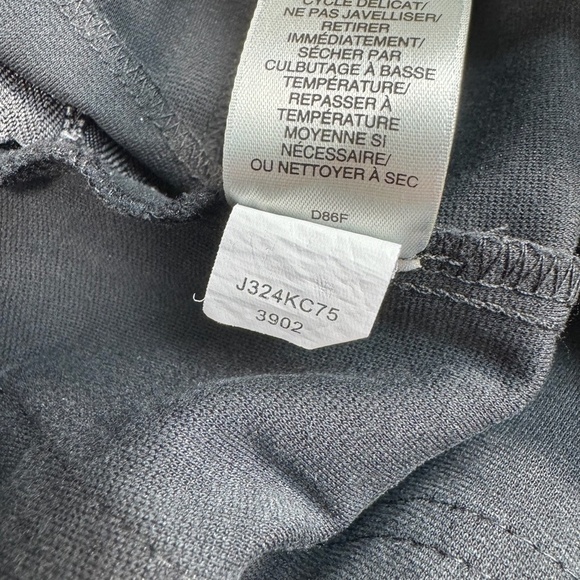 CYCLE DÉLICAT/
NE PAS JAVELLISER/
RETIRER
IMMÉDIATEMENT/
SÉCHER PAR
CULBUTAGE À BASSE
TEMPÉRATURE/
REPASSER À
TEMPÉRATURE
MOYENNE SI
NÉCESSAIRE/
OU NETTOYER À SEC
D86F
J324KC75
3902